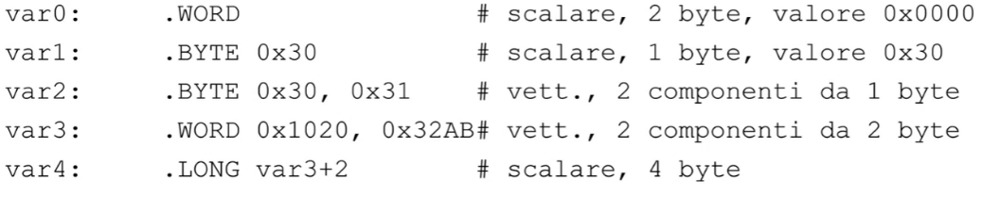 var0: .WORD # scalare, 2 byte, valore 0x0000
var1: .BYTE 0x30 # scalare, 1 byte, valore 0x30
var2: .BYTE 0x30, 0x31 # vett., 2 componenti da 1 byte
var3: .WORD 0x1020, 0x32AB# vett., 2 componenti da 2 byte
var4: .LONG var3+2 # scalare, 4 byte